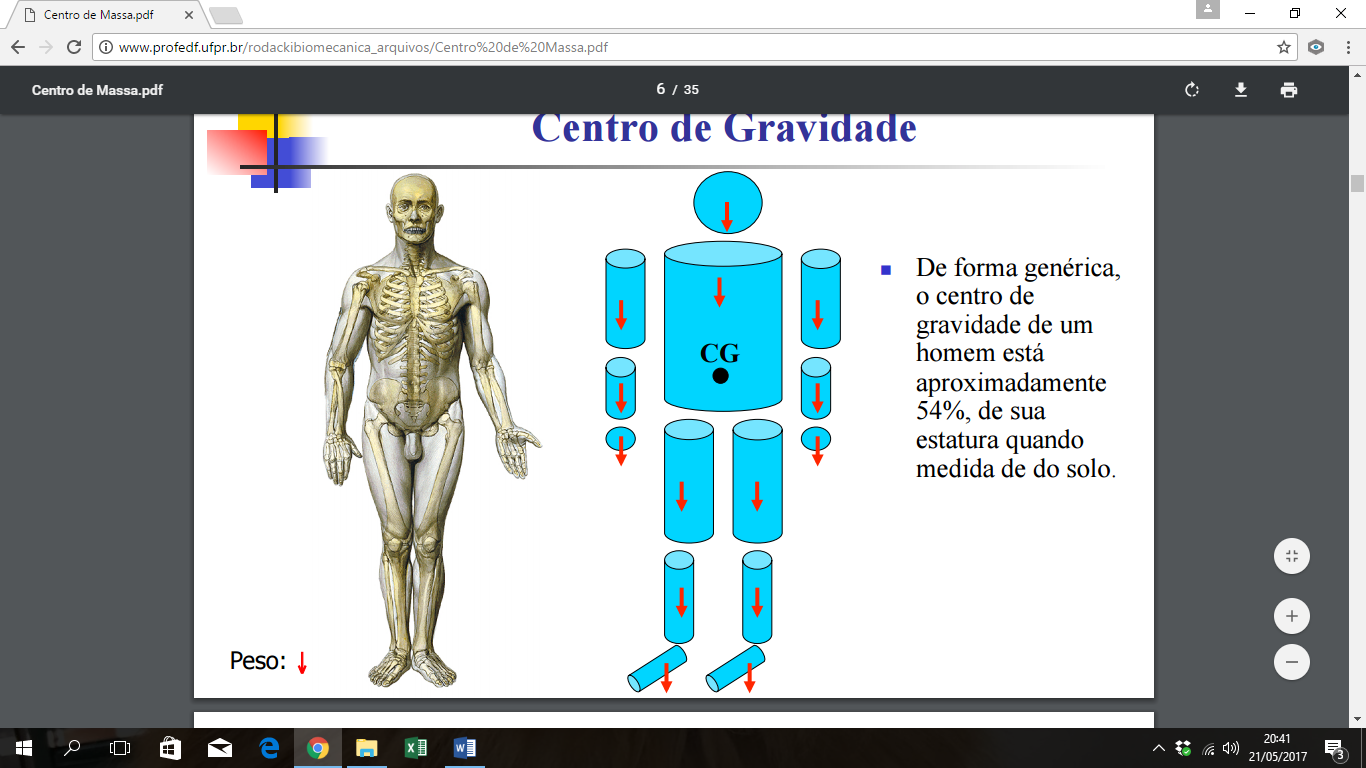 Centro de Massa.pdf
www.profedf.ufpr.br/rodackibiomecanica_arquivos/Centro%20de%20Massa.pdf
Centro de Massa.pdf
6 / 35
Centro de Gravidade
CG
De forma genérica,
o centro de
gravidade de um
homem está
aproximadamente
54%, de sua
estatura quando
medida de do solo.
Peso:
20:41
21/05/2017
3